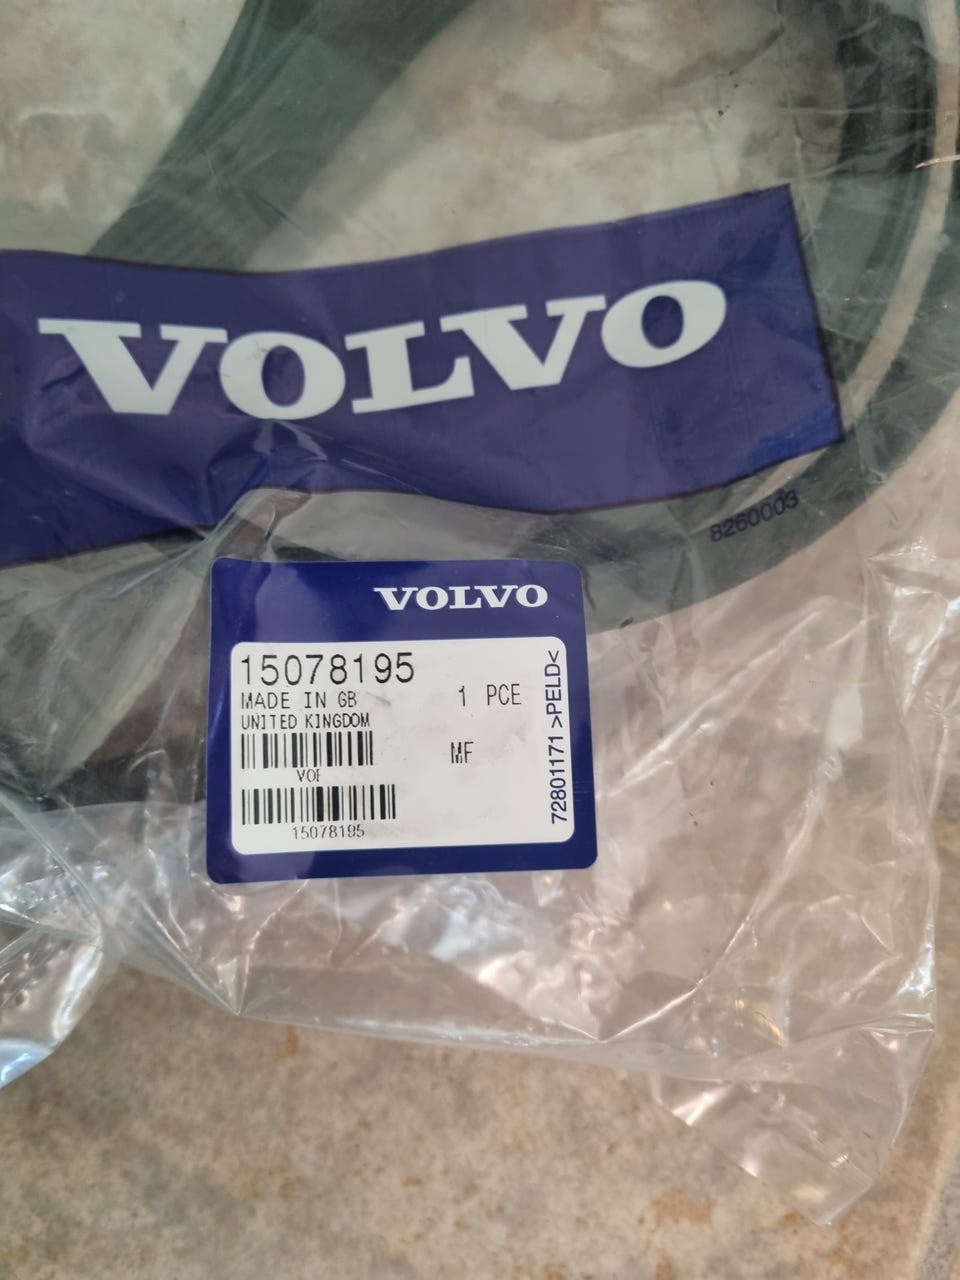 VOLVO
8260003
VOLVO
15078195
MADE IN GB
1 PCE
UNITED KINGDOM
MF
VOE
15078195
72801171 >PELD<